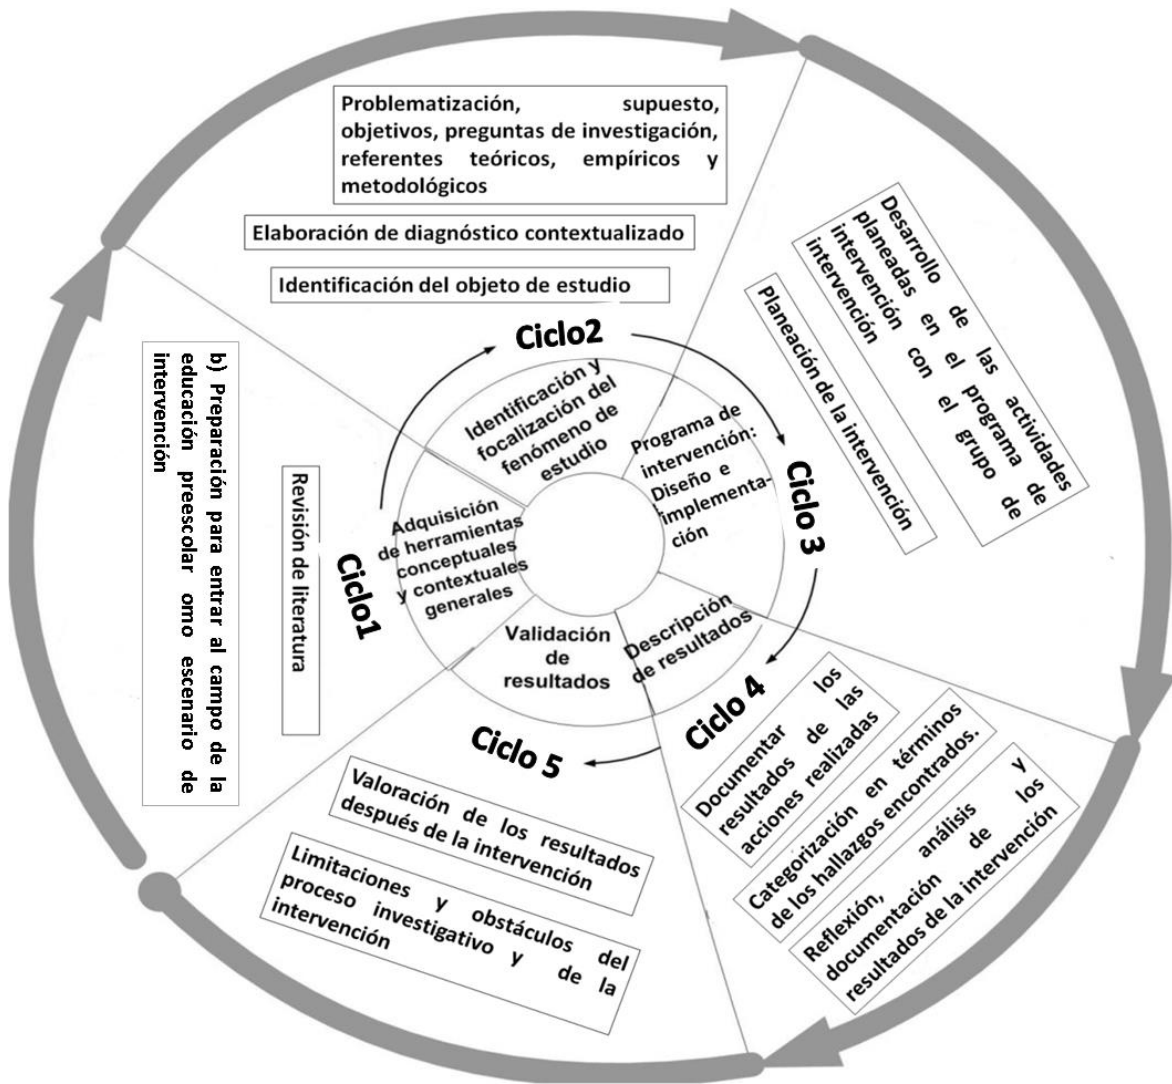 Problematización, supuesto,
objetivos, preguntas de investigación,
referentes teóricos, empíricos y
metodológicos
Elaboración de diagnóstico contextualizado
Identificación del objeto de estudio
Ciclo2
Identificación y
focalización del
fenómeno de
estudio
Desarrollo de las actividades
planeadas en el programa de
intervención con el grupo de
intervención
Planeación de la intervención
Ciclo 3
Programa de
intervención:
Diseño e
implementa-
ción
b) Preparación para entrar al campo de la
educación preescolar omo escenario de
intervención
Revisión de literatura
Ciclo1
Adquisición
de herramientas
conceptuales
y contextuales
generales
Descripción
de resultados
Ciclo 4
Documentar los
resultados de las
acciones realizadas
Categorización en términos
de los hallazgos encontrados.
Reflexión, análisis y
documentación de los
resultados de la intervención
Validación
de
resultados
Ciclo 5
Valoración de los resultados
después de la intervención
Limitaciones y obstáculos del
proceso investigativo y de la
intervención